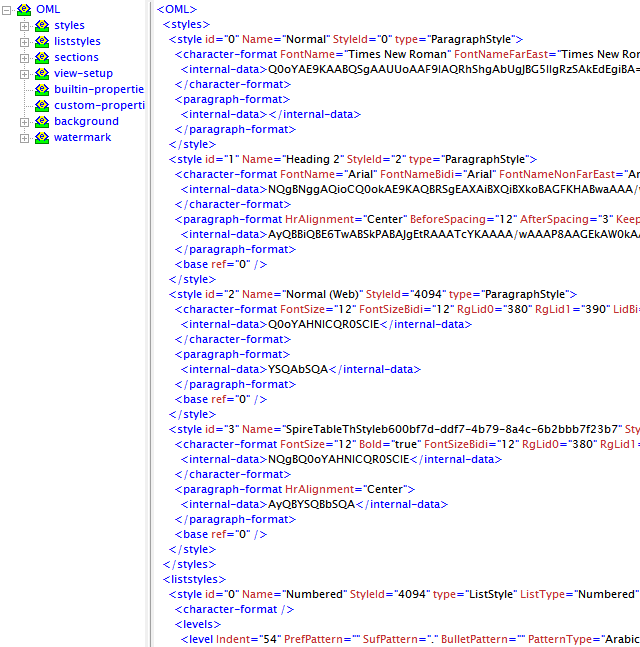 OML
styles
liststyles
sections
view-setup
builtin-propertie
custom-properti
background
watermark
<OML>
<styles>
<style id="0" Name="Normal" StyleId="0" type="ParagraphStyle">
<character-format FontName="Times New Roman" FontNameFarEast="Times New Ro
<internal-data>Q0oYAE9KAABQSgAAUUoAAF9IAQRhShgAbUgJBG5IIgRzSAkEdEgiBA=
</character-format>
<paragraph-format>
<internal-data></internal-data>
</paragraph-format>
</style>
<style id="1" Name="Heading 2" StyleId="2" type="ParagraphStyle">
<character-format FontName="Arial" FontNameBidi="Arial" FontNameNonFarEast="Ar
<internal-data>NQgBNggAQioCQ0okAE9KAQBRSgEAXAiBXQiBXkoBAGFKHABwaAAA/v
</character-format>
<paragraph-format HrAlignment="Center" BeforeSpacing="12" AfterSpacing="3" Keep
<internal-data>AyQBBiQBE6TwABSkPABAJgEtRAAATcYKAAAA/wAAAP8AAGEkAW0kAA
</paragraph-format>
<base ref="0" />
</style>
<style id="2" Name="Normal (Web)" StyleId="4094" type="ParagraphStyle">
<character-format FontSize="12" FontSizeBidi="12" RgLid0="380" RgLid1="390" LidBi
<internal-data>Q0oYAHNICQR0SCIE</internal-data>
</character-format>
<paragraph-format>
<internal-data>YSQAbSQA</internal-data>
</paragraph-format>
<base ref="0" />
</style>
<style id="3" Name="SpireTableThStyleb600bf7d-ddf7-4b79-8a4c-6b2bbb7f23b7" Sty
<character-format FontSize="12" Bold="true" FontSizeBidi="12" RgLid0="380" RgLid1
<internal-data>NQgBQ0oYAHNICQR0SCIE</internal-data>
</character-format>
<paragraph-format HrAlignment="Center">
<internal-data>AyQBYSQBbSQA</internal-data>
</paragraph-format>
<base ref="0" />
</style>
</styles>
<liststyles>
<style id="0" Name="Numbered" StyleId="4094" type="ListStyle" ListType="Numbered"
<character-format />
<levels>
<level Indent="54" PrefPattern="" SufPattern="." BulletPattern="" PatternType="Arabic